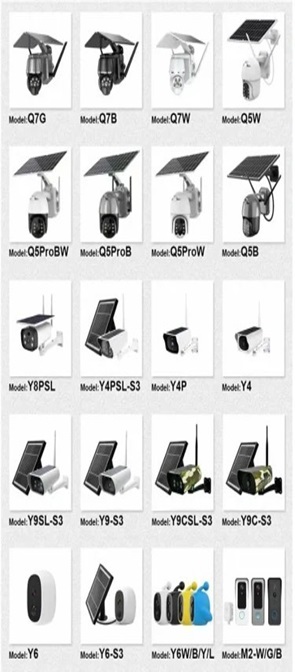 Model:Q7G Model:Q7B Model:Q7W Model:Q5W
Model:Q5ProBW Model:Q5ProB Model:Q5ProW Model:Q5B
Model:Y8PSL Model:Y4PSL-S3 Model:Y4P Model:Y4
Model:Y9SL-S3 Model:Y9-S3 Model:Y9CSL-S3 Model:Y9C-S3
Model:Y6 Model:Y6-S3 Model:Y6W/B/Y/L Model:M2-W/G/B